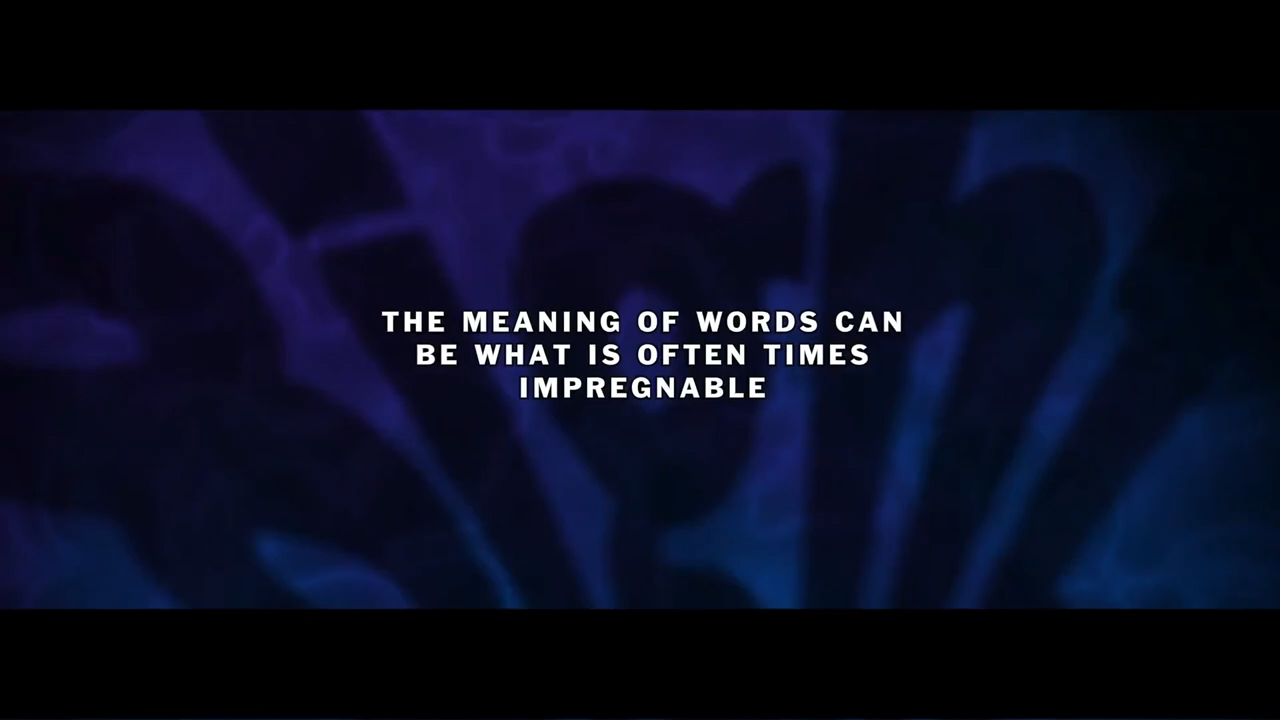 THE MEANING OF WORDS CAN
BE WHAT IS OFTEN TIMES
IMPREGNABLE